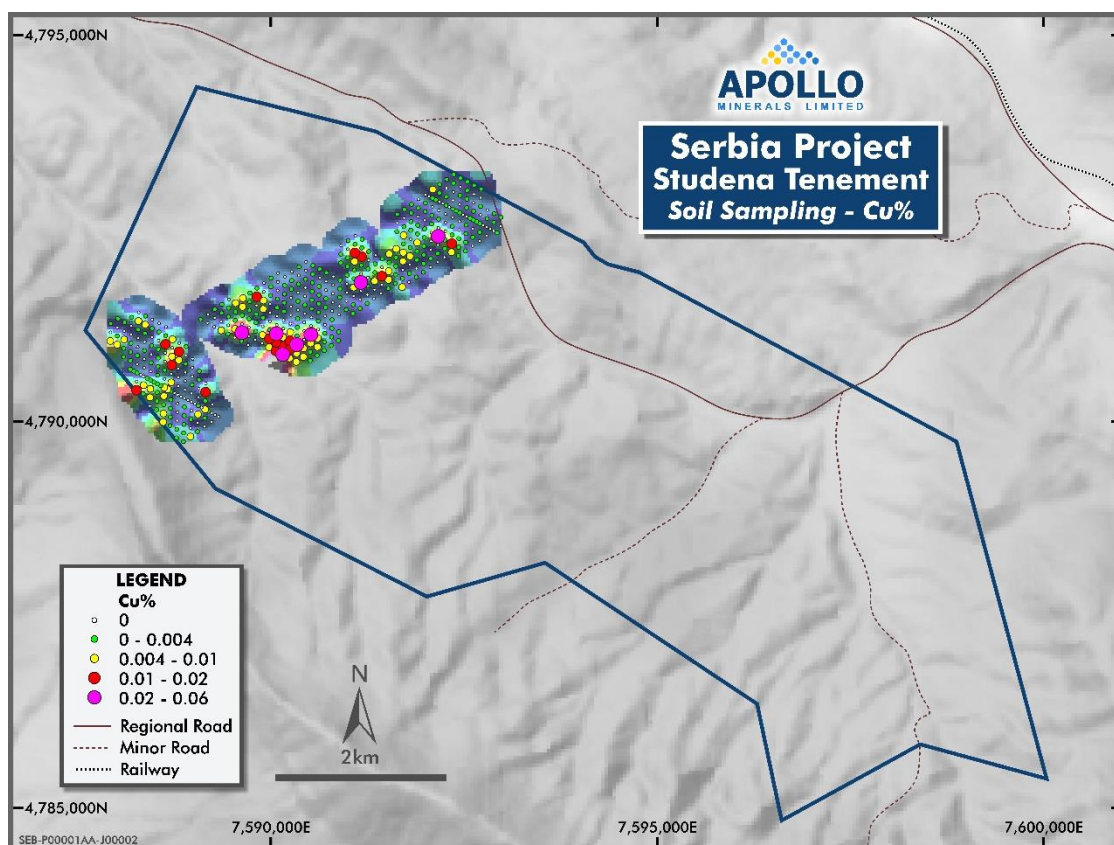 4,795,000N
APOLLO
MINERALS LIMITED
Serbia Project
Studena Tenement
Soil Sampling - Cu%
4,790,000N
LEGEND
Cu%
0
0 - 0.004
0.004 - 0.01
0.01 - 0.02
0.02 - 0.06
Regional Road
Minor Road
Railway
N
2km
4,785,000N
7,590,000E
7,595,000E
7,600,000E
SEB-P00001AA-J00002